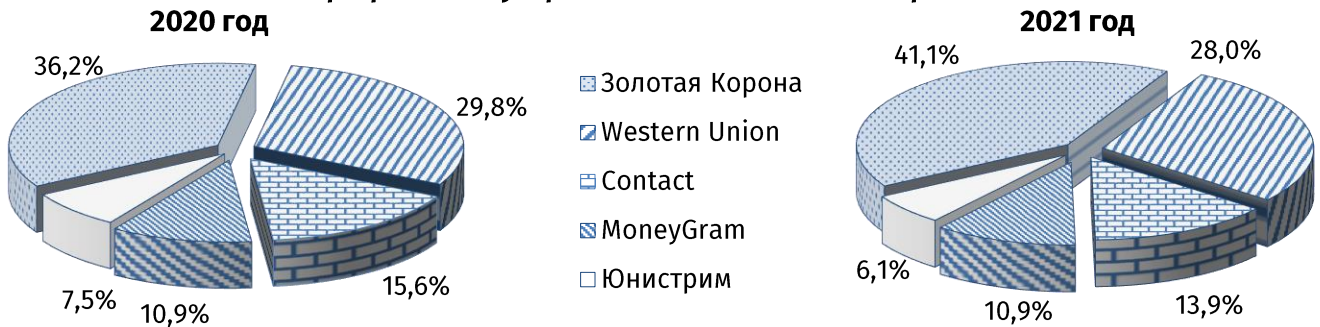 2020 год
2021 год
36,2%
29,8%
15,6%
10,9%
7,5%
Золотая Корона
Western Union
Contact
MoneyGram
Юнистрим
41,1%
28,0%
13,9%
10,9%
6,1%